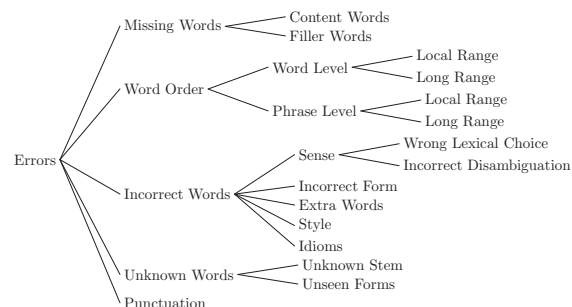 Missing Words
Content Words
Filler Words
Word Order
Word Level
Local Range
Long Range
Phrase Level
Local Range
Long Range
Errors
Incorrect Words
Sense
Wrong Lexical Choice
Incorrect Disambiguation
Incorrect Form
Extra Words
Style
Idioms
Unknown Words
Unknown Stem
Unseen Forms
Punctuation